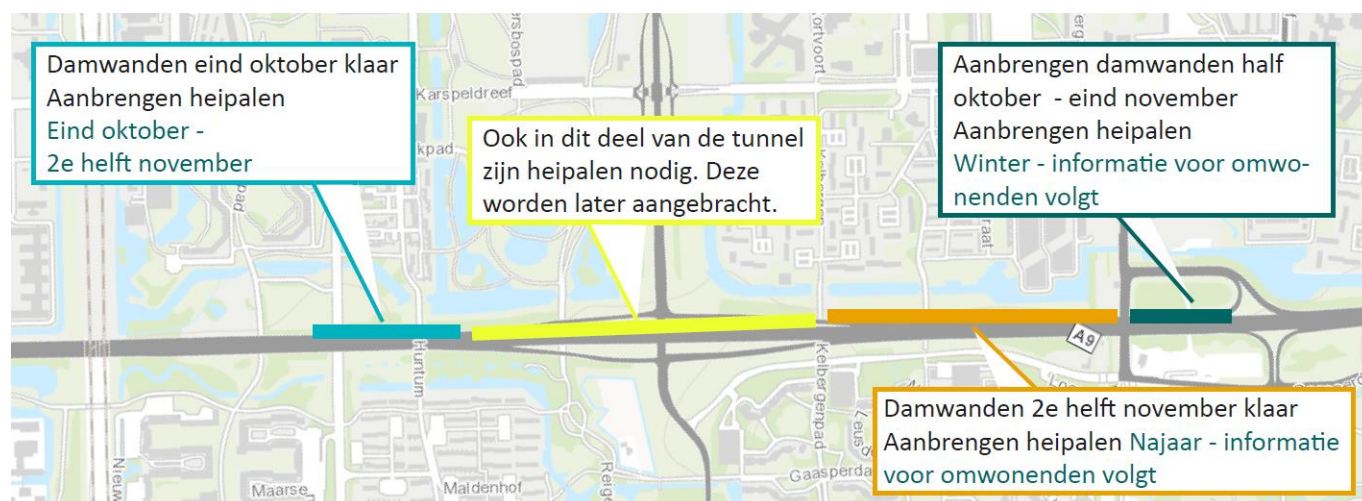 Damwanden eind oktober klaar
Aanbrengen heipalen
Eind oktober -
2e helft november
Ook in dit deel van de tunnel
zijn heipalen nodig. Deze
worden later aangebracht.
Aanbrengen damwanden half
oktober - eind november
Aanbrengen heipalen
Winter - informatie voor omwo-
nenden volgt
Damwanden 2e helft november klaar
Aanbrengen heipalen Najaar - informatie
voor omwonenden volgt
Karspeldreef
Huntum
Kelbergenpad
A9
Maldenhof
Maarse
Gaasperda